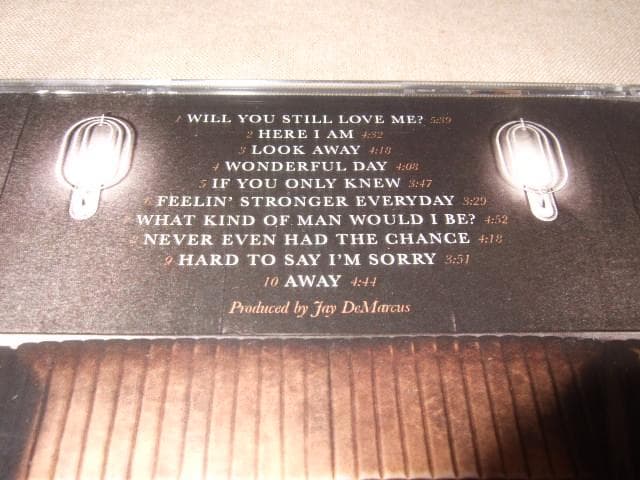 1 WILL YOU STILL LOVE ME? 5:39
2 HERE I AM 4:32
3 LOOK AWAY 4:18
4 WONDERFUL DAY 4:08
5 IF YOU ONLY KNEW 3:47
6 FEELIN' STRONGER EVERYDAY 3:29
7 WHAT KIND OF MAN WOULD I BE? 4:52
8 NEVER EVEN HAD THE CHANCE 4:18
9 HARD TO SAY I'M SORRY 3:51
10 AWAY 4:44
Produced by Jay DeMarcus